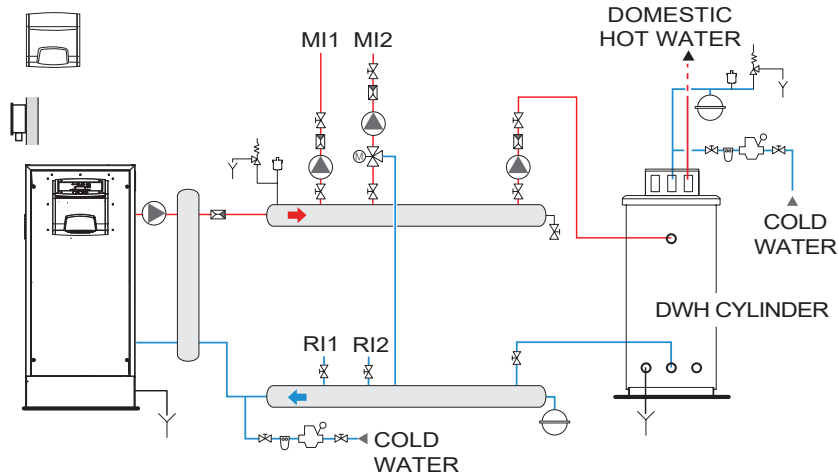 MI1 MI2
DOMESTIC
HOT WATER
M
COLD
WATER
DWH CYLINDER
RI1 RI2
COLD
WATER